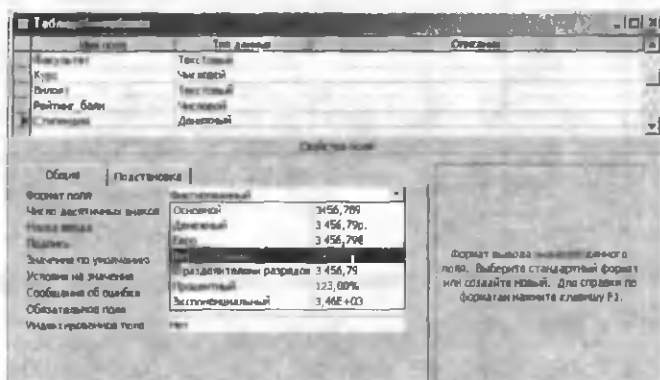 Имя поля Тип данных Описание
Факультет Текстовый
Курс Числовой
Вилоят Текстовый
Рейтинг_балл Числовой
Стипендия Денежный
Свойства поля
Общие Подстановка
Формат поля Фиксированный
Число десятичных знаков
Маска ввода
Подпись
Значение по умолчанию
Условие на значение
Сообщение об ошибке
Обязательное поле
Индексированное поле Нет
Основной 3456,789
Денежный 3 456,79р.
Евро 3 456,79€
С разделителями разрядов 3 456,79
Процентный 123,00%
Экспоненциальный 3,46E+03
Формат вывода данного
поля. Выберите стандартный формат
или создайте новый. Для справки по
форматам нажмите клавишу F1.